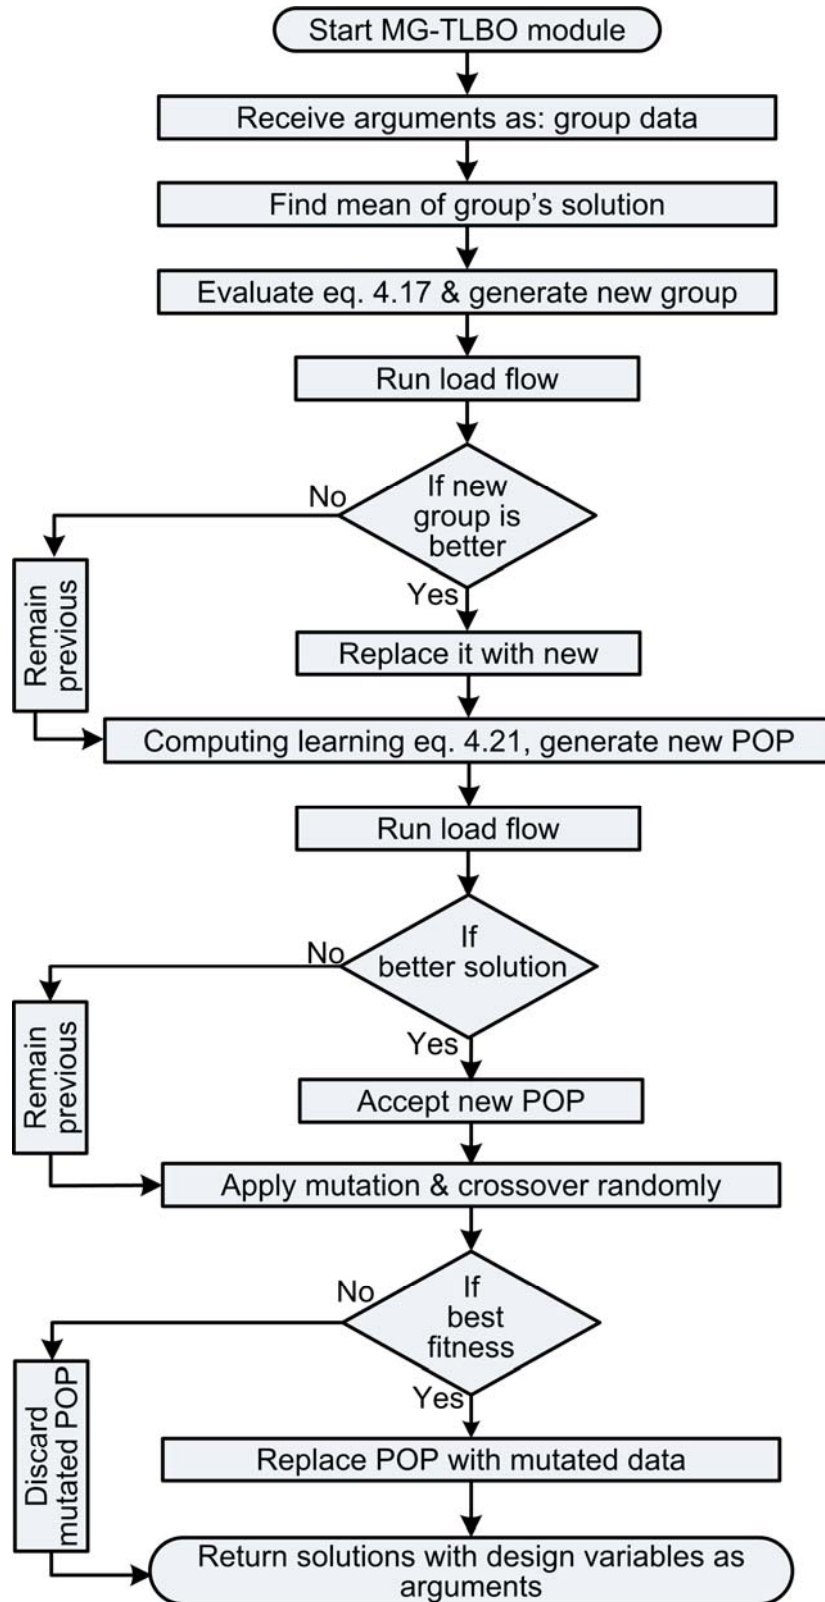 Start MG-TLBO module
Receive arguments as: group data
Find mean of group's solution
Evaluate eq. 4.17 & generate new group
Run load flow
If new
group is
better
No
Yes
Remain
previous
Replace it with new
Computing learning eq. 4.21, generate new POP
Run load flow
If
better solution
No
Yes
Remain
previous
Accept new POP
Apply mutation & crossover randomly
If
best
fitness
No
Yes
Discard
mutated POP
Replace POP with mutated data
Return solutions with design variables as
arguments